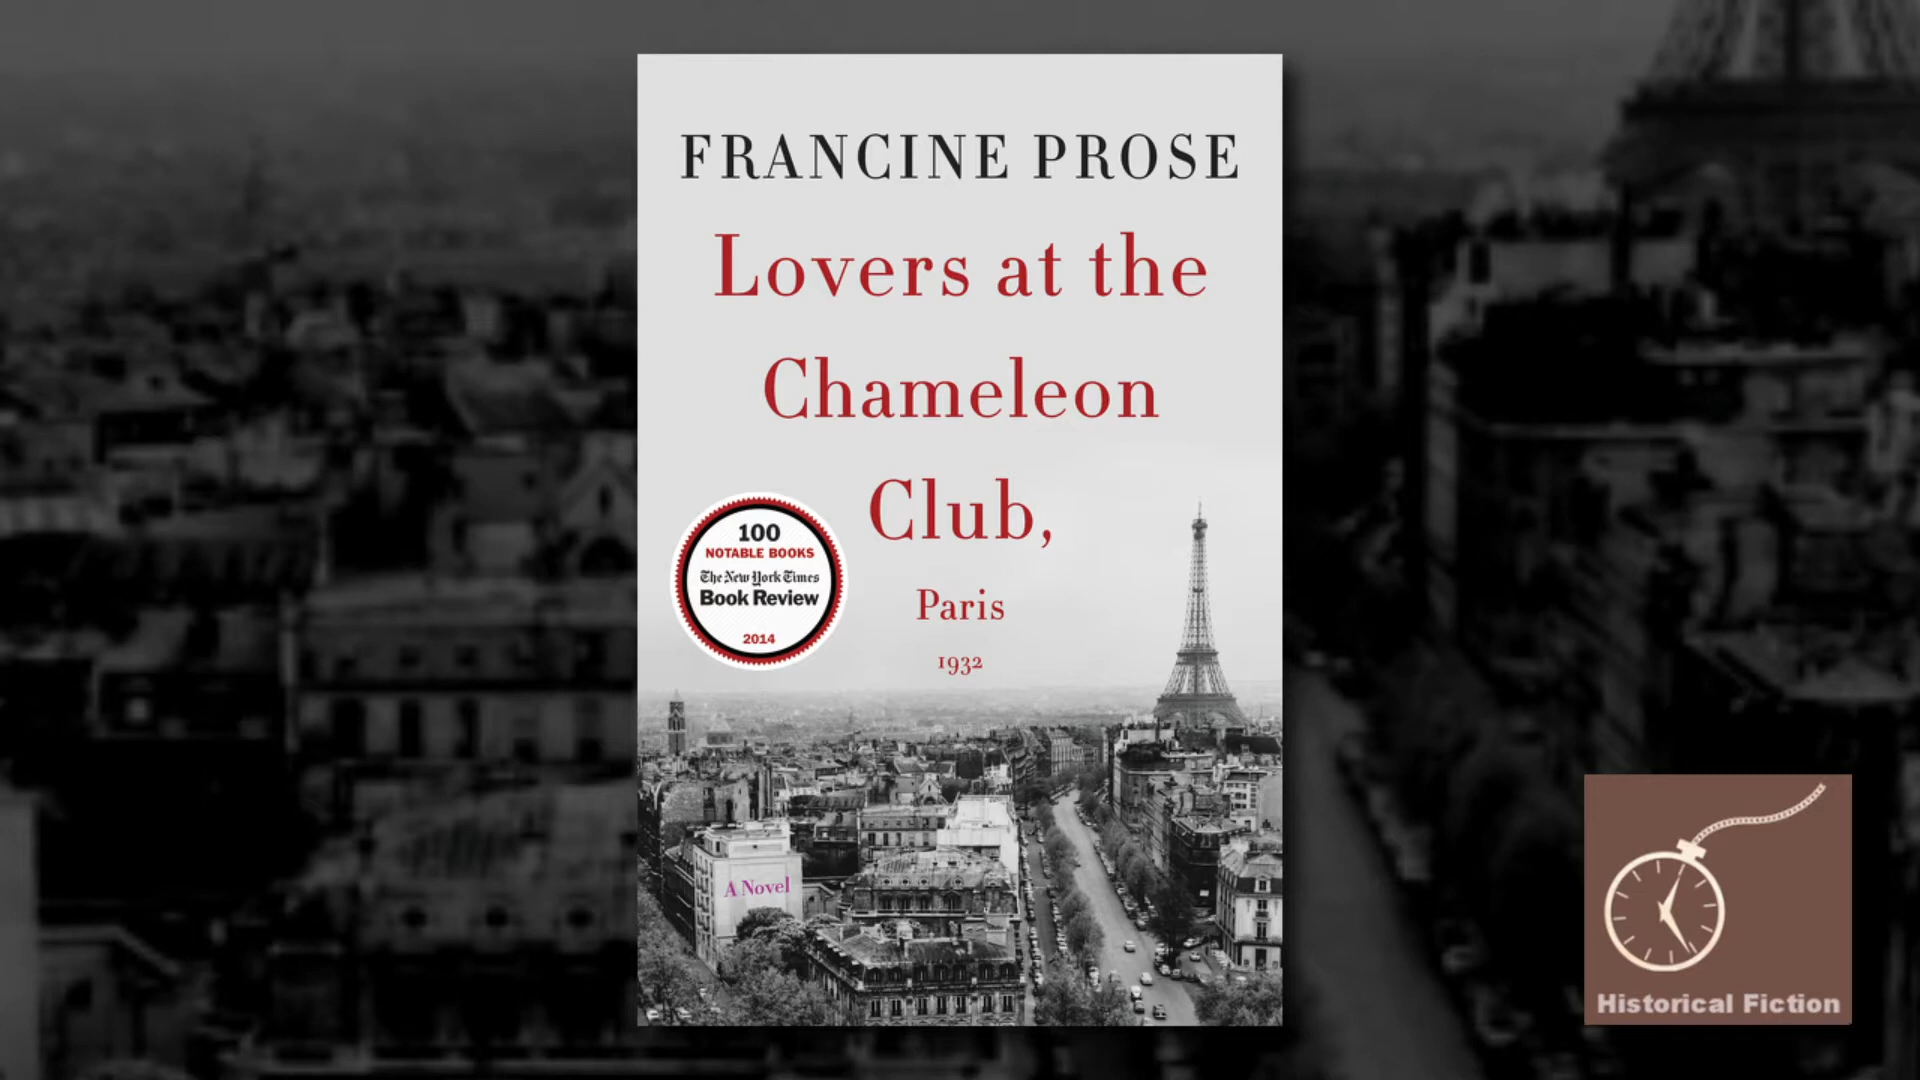 FRANCINE PROSE
Lovers at the
Chameleon
Club,
Paris
1932
100
NOTABLE BOOKS
The New York Times
Book Review
2014
A Novel
Historical Fiction